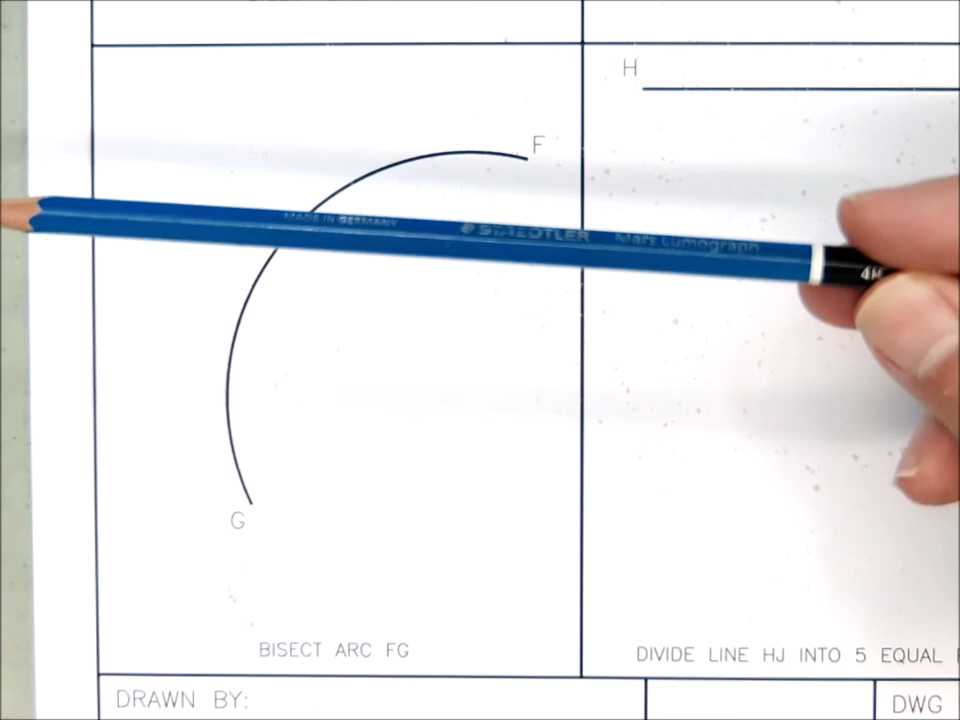 H
F
MADE IN GERMANY STAEDTLER Mars Lumograph 4H
G
BISECT ARC FG
DIVIDE LINE HJ INTO 5 EQUAL
DRAWN BY:
DWG